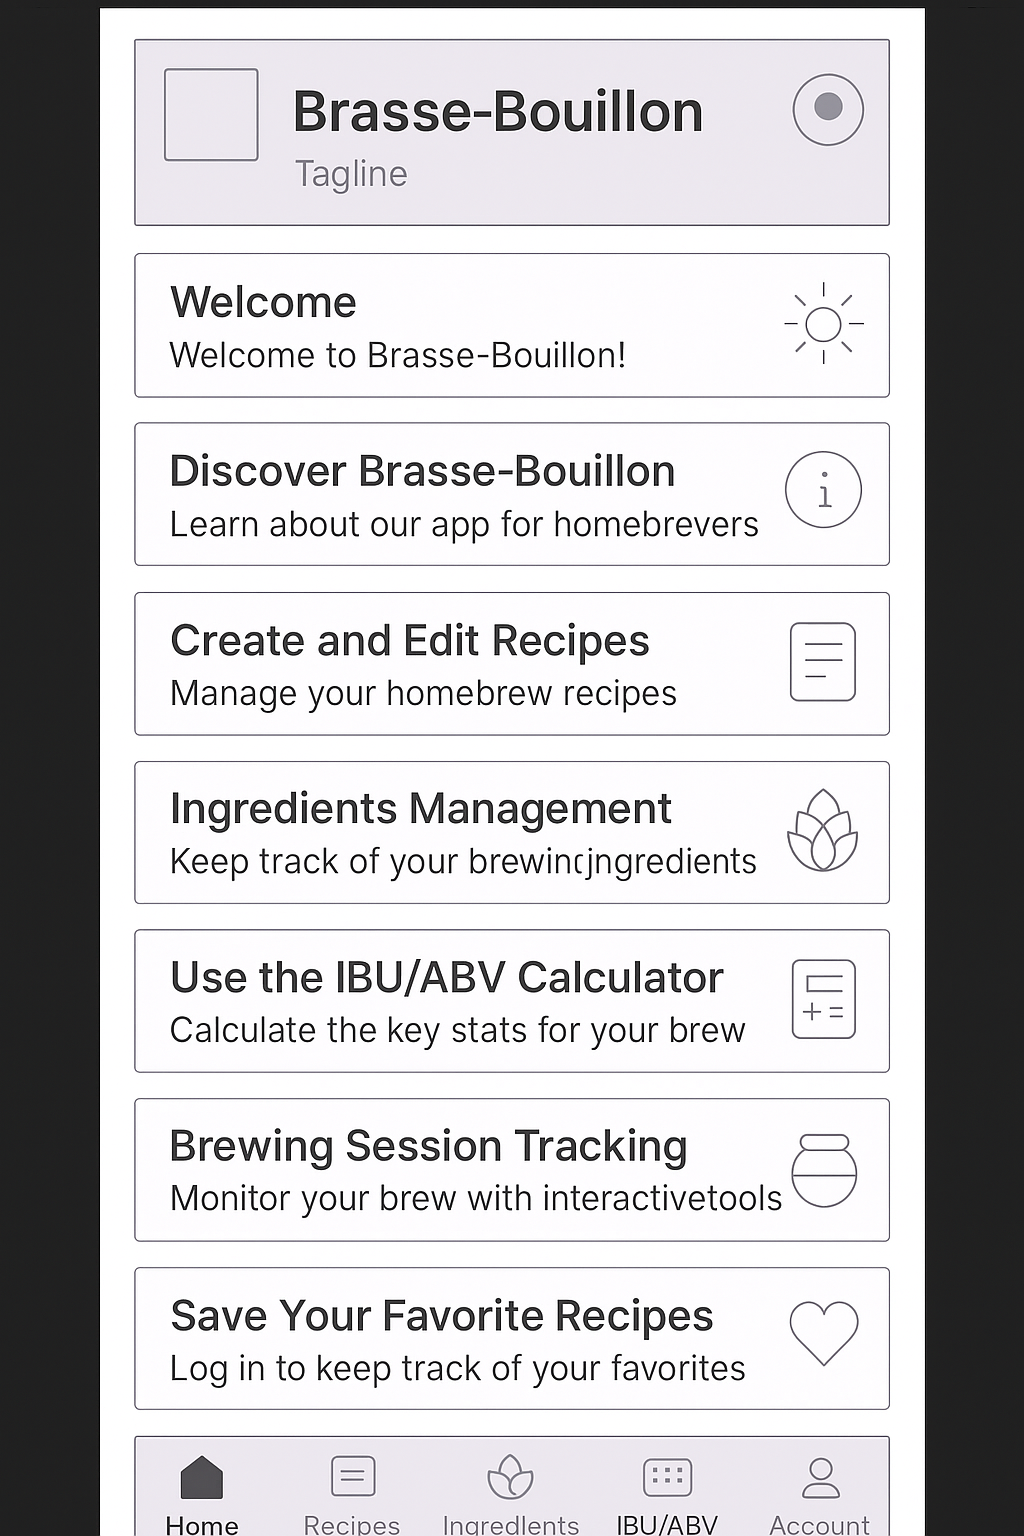 Brasse-Bouillon
Tagline
Welcome
Welcome to Brasse-Bouillon!
Discover Brasse-Bouillon
Learn about our app for homebrevers
Create and Edit Recipes
Manage your homebrew recipes
Ingredients Management
Keep track of your
Use the IBU/ABV Calculator
Calculate the key stats for your brew
Brewing Session Tracking
Monitor your brew with interactivetools
Save Your Favorite Recipes
Log in to keep track of your favorites
Home Recipes Ingredlents IBU/ABV Account